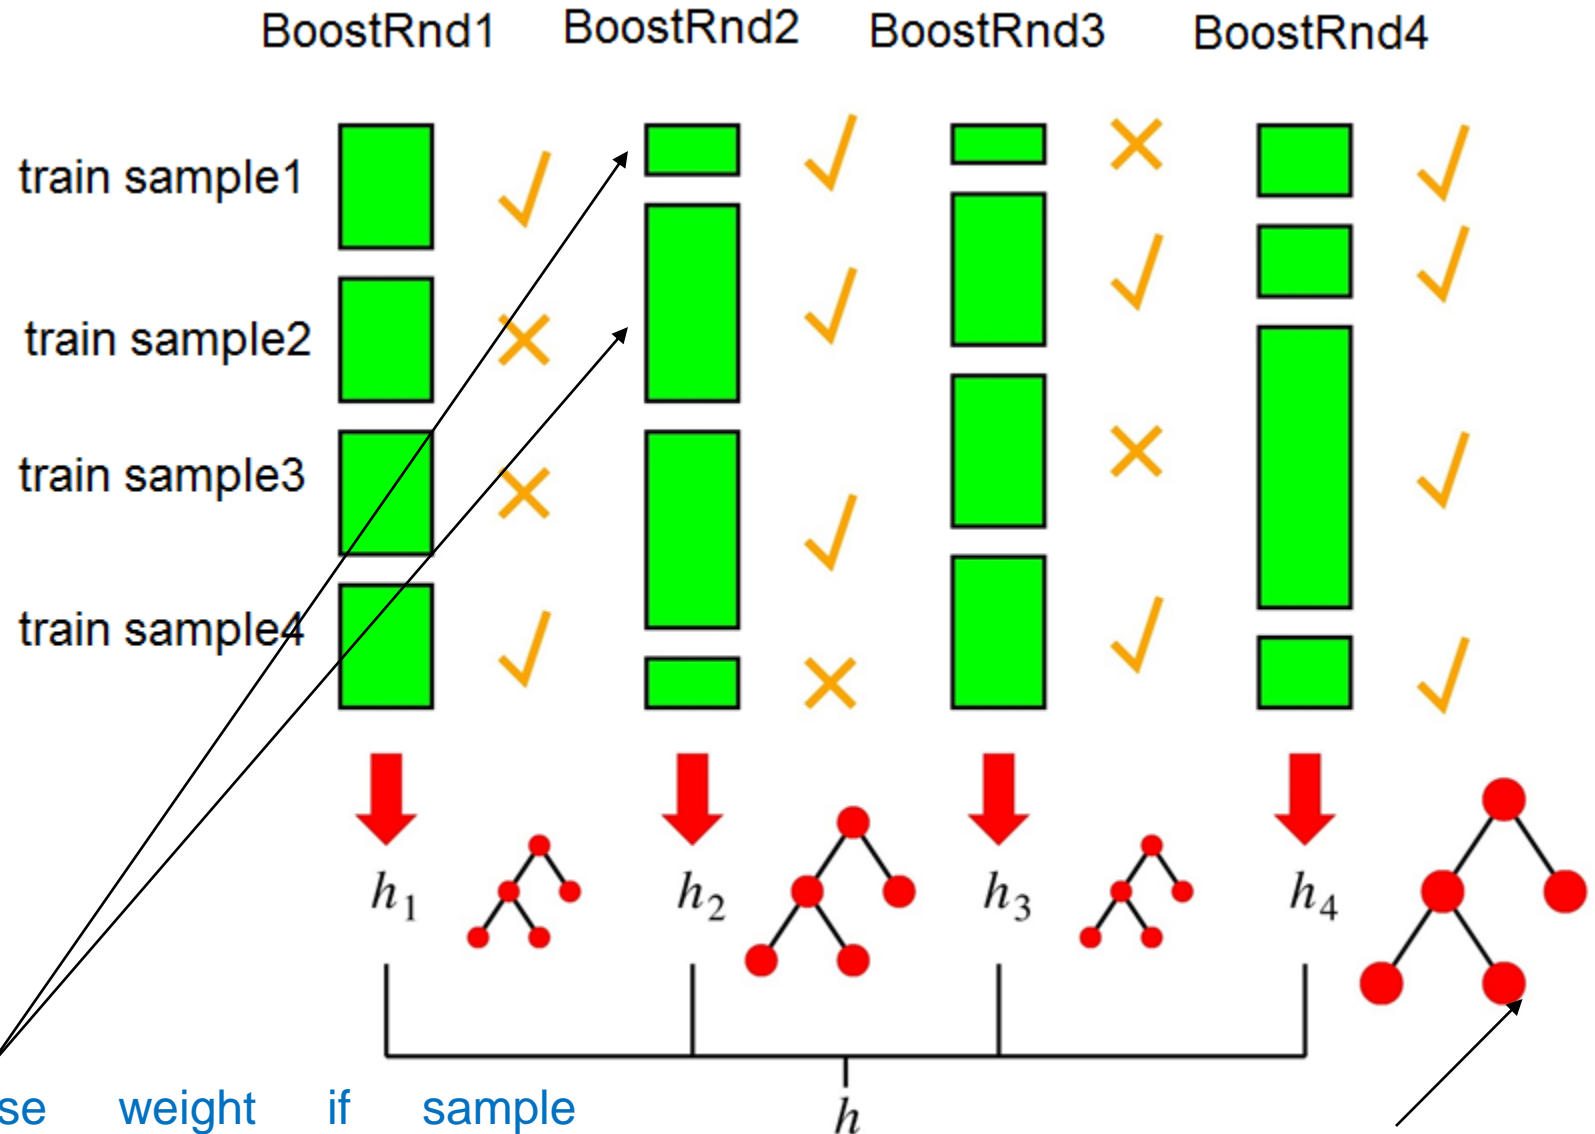 BoostRnd1 BoostRnd2 BoostRnd3 BoostRnd4
train sample1
train sample2
train sample3
train sample4
h1 h2 h3 h4
weight if sample
h